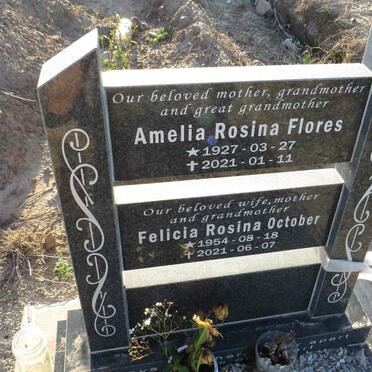 Our beloved mother, grandmother
and great grandmother
Amelia Rosina Flores
★ 1927 - 03 - 27
✝ 2021 - 01 - 11
Our beloved wife, mother
and grandmother
Felicia Rosina October
★ 1954 - 08 - 18
✝ 2021 - 06 - 07